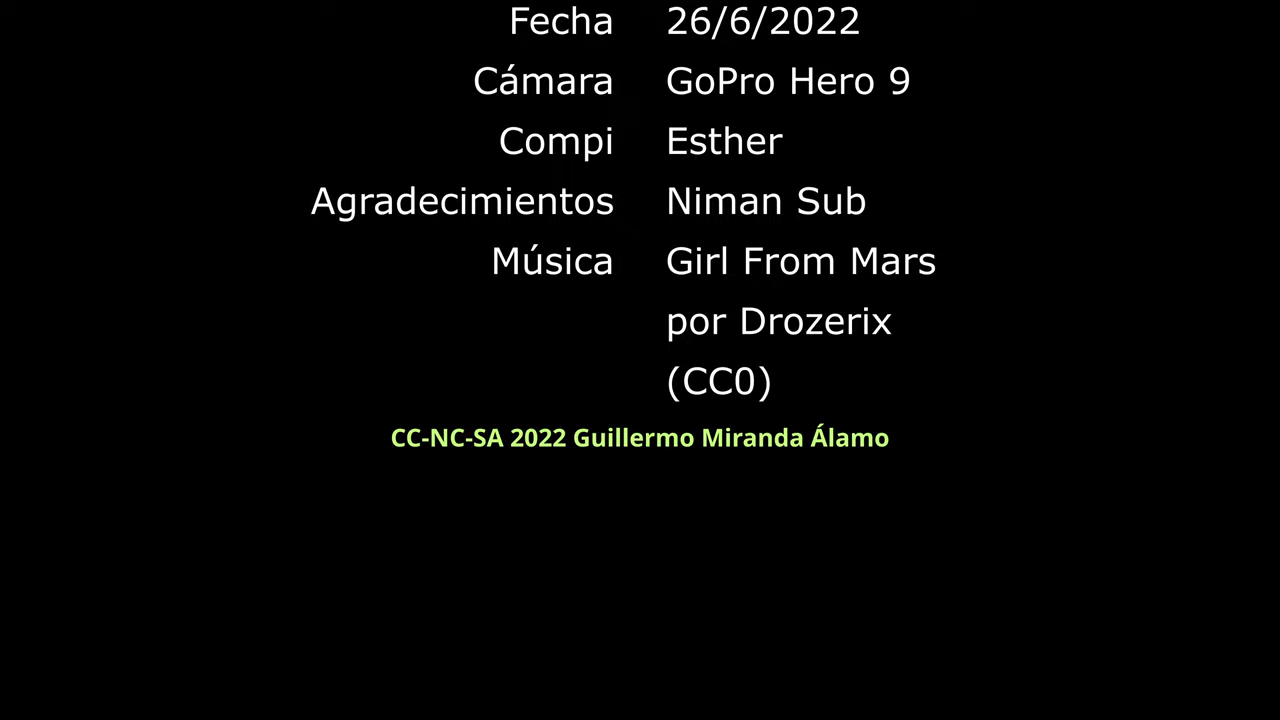 Fecha 26/6/2022
Cámara GoPro Hero 9
Compi Esther
Agradecimientos Niman Sub
Música Girl From Mars
por Drozerix
(CC0)
CC-NC-SA 2022 Guillermo Miranda Álamo